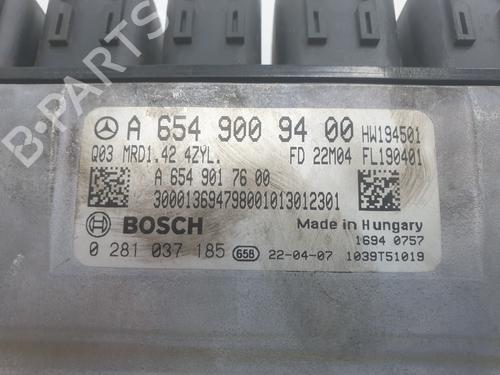 A 654 900 94 00 HW194501
Q03 MRD1.42 4ZYL. FD 22M04 FL190401
A 654 901 76 00
300013694798001013012301
BOSCH Made in Hungary
1694 0757
0 281 037 185 658 22-04-07 1039T51019
B-PARTS